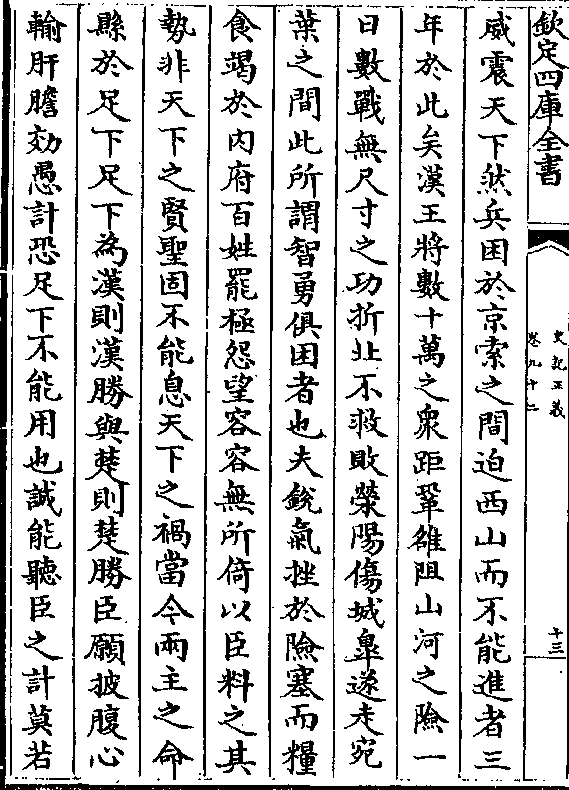 欽定四庫全書
史記正義
卷九十二
十三
威震天下然兵困於京索之間迫西山而不能進者三
年於此矣漢王將數十萬之衆距鞏雒阻山河之險一
日數戰無尺寸之功折北不救敗滎陽傷城臯遂走宛
葉之間此所謂智勇俱困者也夫銳氣挫於險塞而糧
食竭於内府百姓罷極怨望容容無所倚以臣料之其
勢非天下之賢聖固不能息天下之禍當今兩主之命
縣於足下足下為漢則漢勝與楚則楚勝臣願披腹心
輸肝膽効愚計恐足下不能用也誠能聽臣之計莫若